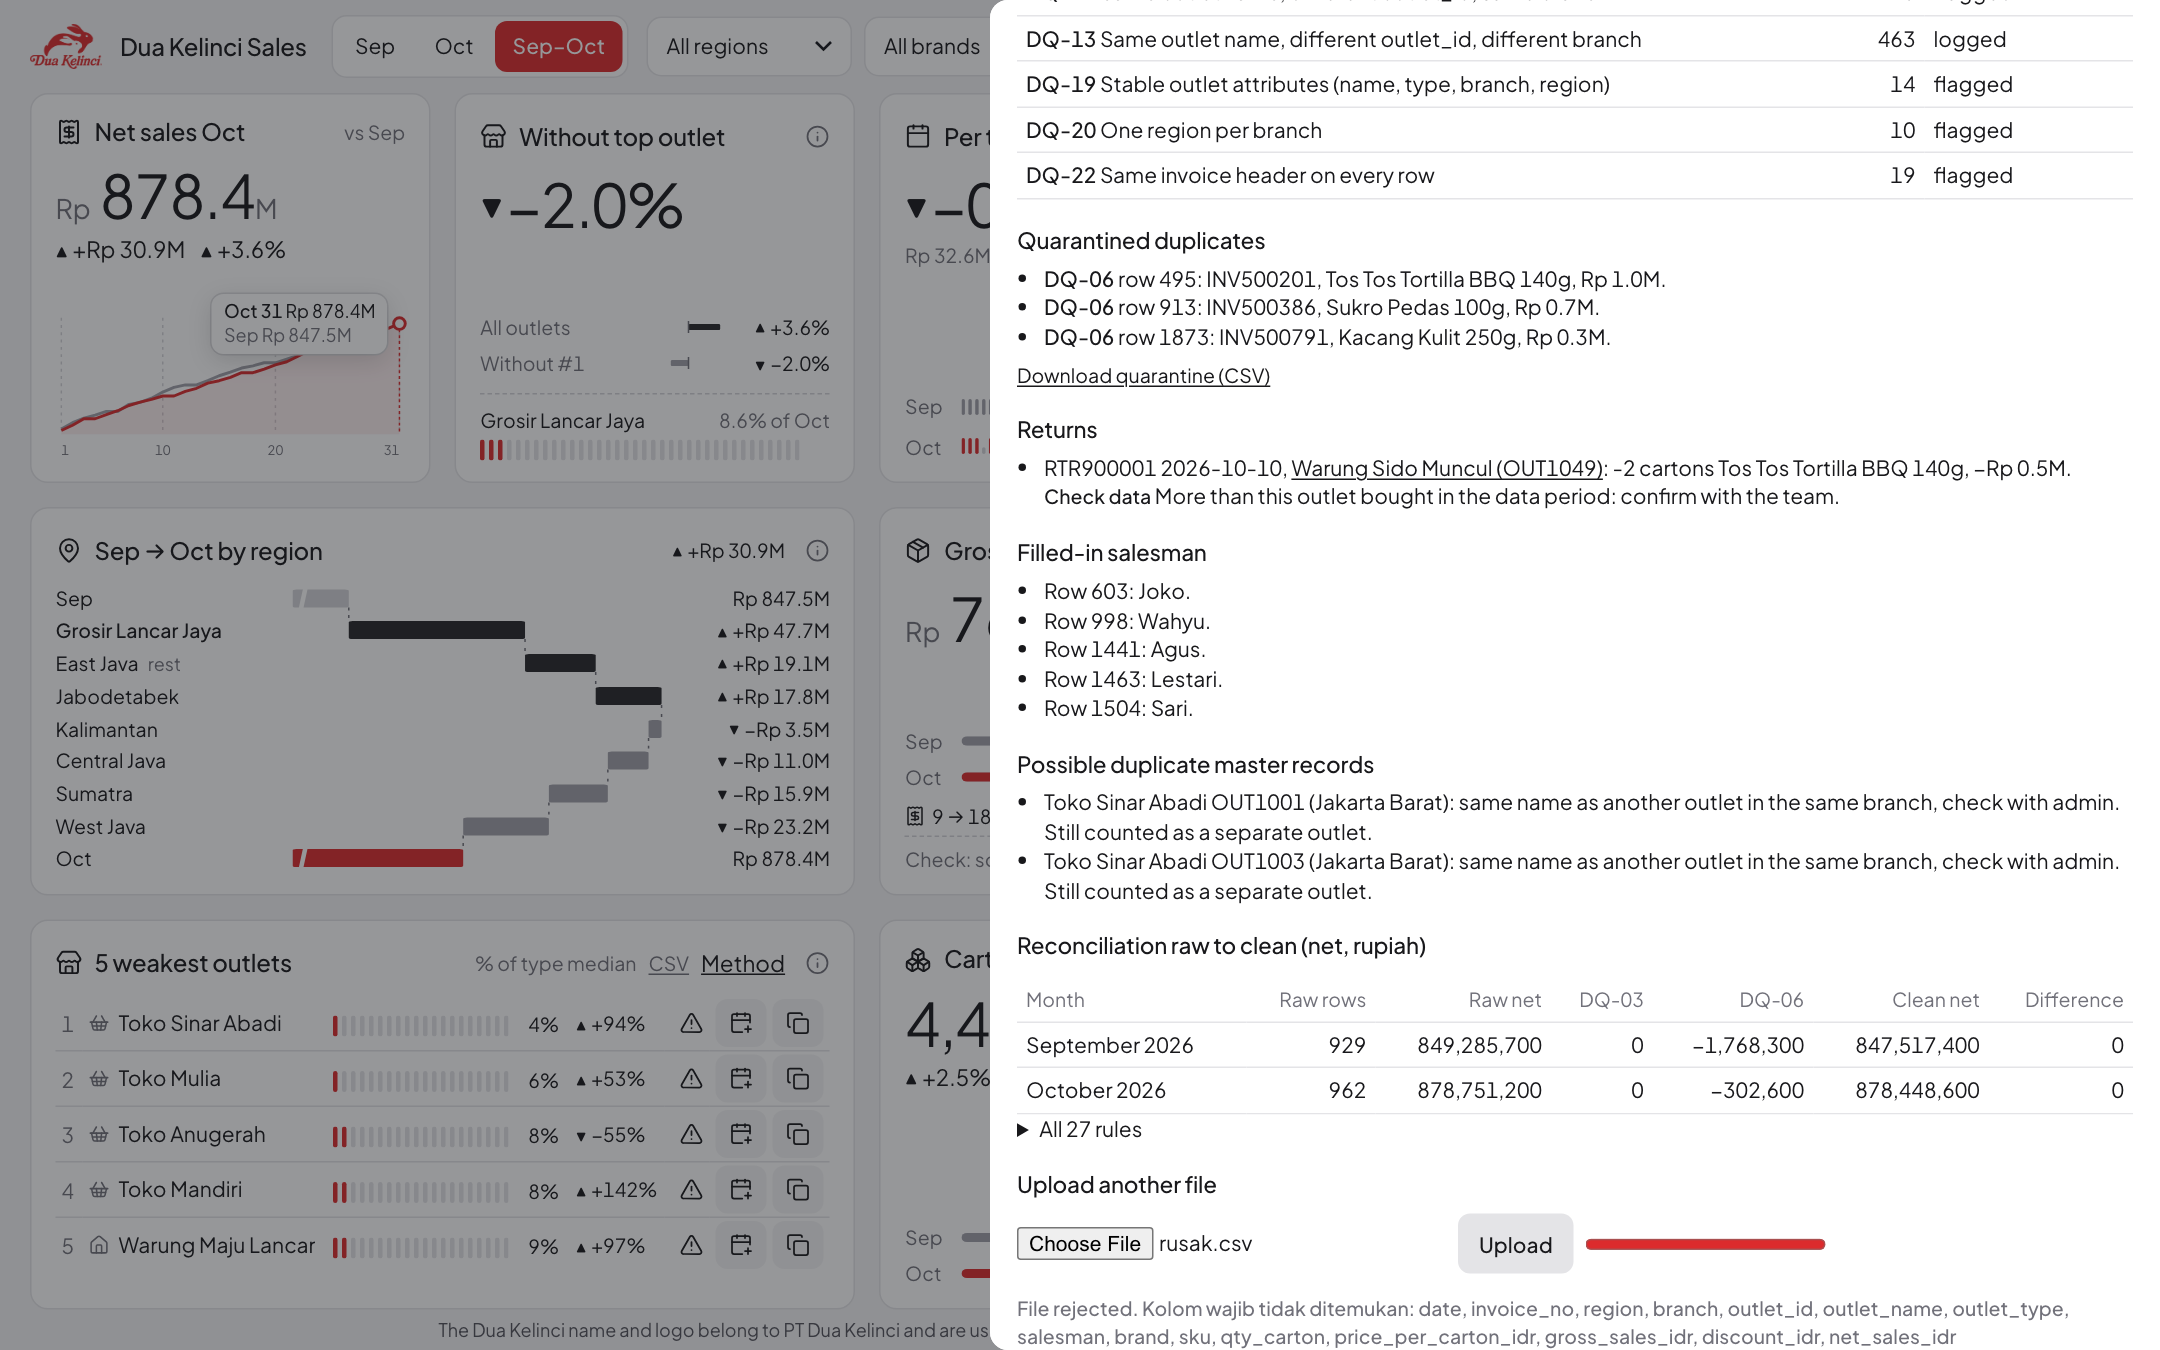 Dua Kelinci
Dua Kelinci Sales
Sep
Oct
Sep–Oct
All regions
All brands
Net sales Oct
vs Sep
Rp 878.4M
▲ +Rp 30.9M ▲ +3.6%
Oct 31 Rp 878.4M
Sep Rp 847.5M
1 10 20 31
Without top outlet
▼ −2.0%
All outlets ▲ +3.6%
Without #1 ▼ −2.0%
Grosir Lancar Jaya 8.6% of Oct
Rp 32.6M
Sep
Oct
Sep → Oct by region ▲ +Rp 30.9M
Sep Rp 847.5M
Grosir Lancar Jaya ▲ +Rp 47.7M
East Java rest ▲ +Rp 19.1M
Jabodetabek ▲ +Rp 17.8M
Kalimantan ▼ −Rp 3.5M
Central Java ▼ −Rp 11.0M
Sumatra ▼ −Rp 15.9M
West Java ▼ −Rp 23.2M
Oct Rp 878.4M
Rp
Sep
Oct
9 → 18
5 weakest outlets % of type median CSV Method
1 Toko Sinar Abadi 4% ▲ +94%
2 Toko Mulia 6% ▲ +53%
3 Toko Anugerah 8% ▼ −55%
4 Toko Mandiri 8% ▲ +142%
5 Warung Maju Lancar 9% ▲ +97%
▲ +2.5%
Sep
Oct
The Dua Kelinci name and logo belong to PT Dua Kelinci and are
DQ-13 Same outlet name, different outlet_id, different branch 463 logged
DQ-19 Stable outlet attributes (name, type, branch, region) 14 flagged
DQ-20 One region per branch 10 flagged
DQ-22 Same invoice header on every row 19 flagged
Quarantined duplicates
• DQ-06 row 495: INV500201, Tos Tos Tortilla BBQ 140g, Rp 1.0M.
• DQ-06 row 913: INV500386, Sukro Pedas 100g, Rp 0.7M.
• DQ-06 row 1873: INV500791, Kacang Kulit 250g, Rp 0.3M.
Download quarantine (CSV)
Returns
• RTR900001 2026-10-10, Warung Sido Muncul (OUT1049): -2 cartons Tos Tos Tortilla BBQ 140g, −Rp 0.5M.
Check data More than this outlet bought in the data period: confirm with the team.
Filled-in salesman
• Row 603: Joko.
• Row 998: Wahyu.
• Row 1441: Agus.
• Row 1463: Lestari.
• Row 1504: Sari.
Possible duplicate master records
• Toko Sinar Abadi OUT1001 (Jakarta Barat): same name as another outlet in the same branch, check with admin.
Still counted as a separate outlet.
• Toko Sinar Abadi OUT1003 (Jakarta Barat): same name as another outlet in the same branch, check with admin.
Still counted as a separate outlet.
Reconciliation raw to clean (net, rupiah)
Month Raw rows Raw net DQ-03 DQ-06 Clean net Difference
September 2026 929 849,285,700 0 −1,768,300 847,517,400 0
October 2026 962 878,751,200 0 −302,600 878,448,600 0
▶ All 27 rules
Upload another file
Choose File rusak.csv
Upload
File rejected. Kolom wajib tidak ditemukan: date, invoice_no, region, branch, outlet_id, outlet_name, outlet_type,
salesman, brand, sku, qty_carton, price_per_carton_idr, gross_sales_idr, discount_idr, net_sales_idr